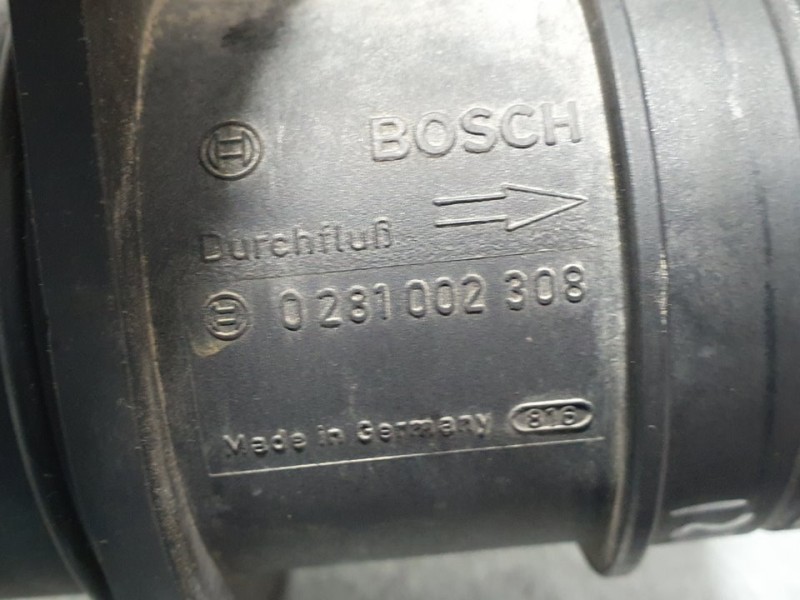 BOSCH
Durchfluß
0 281 002 308
Made in Germany 816